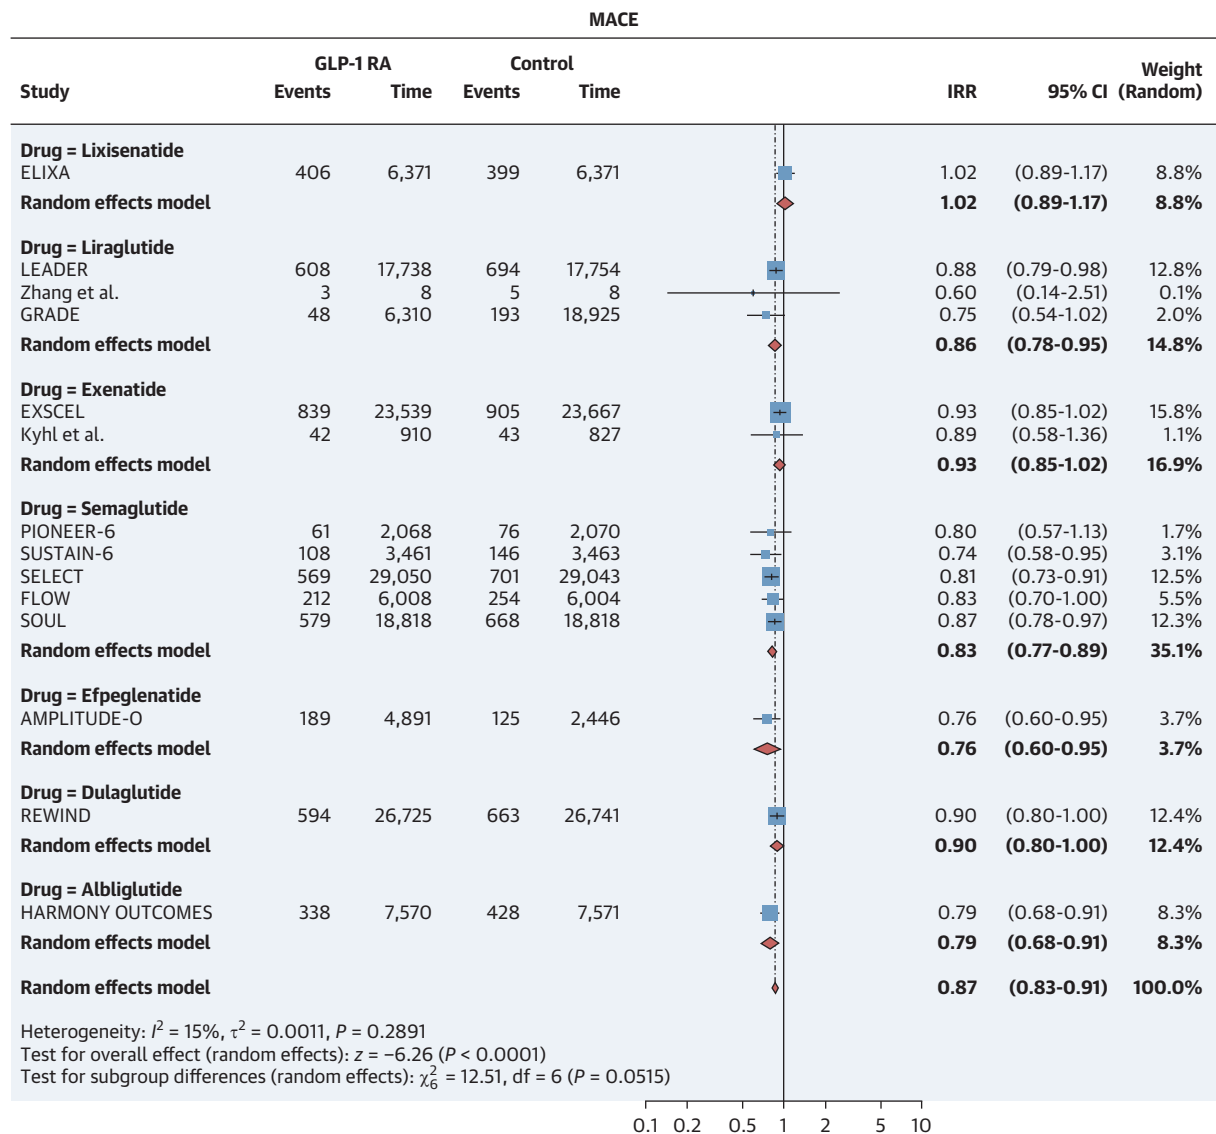 MACE
GLP-1 RA Control Weight
Study Events Time Events Time IRR 95% CI (Random)
Drug = Lixisenatide
ELIXA 406 6,371 399 6,371 1.02 (0.89-1.17) 8.8%
Random effects model 1.02 (0.89-1.17) 8.8%
Drug = Liraglutide
LEADER 608 17,738 694 17,754 0.88 (0.79-0.98) 12.8%
Zhang et al. 3 8 5 8 0.60 (0.14-2.51) 0.1%
GRADE 48 6,310 193 18,925 0.75 (0.54-1.02) 2.0%
Random effects model 0.86 (0.78-0.95) 14.8%
Drug = Exenatide
EXSCEL 839 23,539 905 23,667 0.93 (0.85-1.02) 15.8%
Kyhl et al. 42 910 43 827 0.89 (0.58-1.36) 1.1%
Random effects model 0.93 (0.85-1.02) 16.9%
Drug = Semaglutide
PIONEER-6 61 2,068 76 2,070 0.80 (0.57-1.13) 1.7%
SUSTAIN-6 108 3,461 146 3,463 0.74 (0.58-0.95) 3.1%
SELECT 569 29,050 701 29,043 0.81 (0.73-0.91) 12.5%
FLOW 212 6,008 254 6,004 0.83 (0.70-1.00) 5.5%
SOUL 579 18,818 668 18,818 0.87 (0.78-0.97) 12.3%
Random effects model 0.83 (0.77-0.89) 35.1%
Drug = Efpeglenatide
AMPLITUDE-O 189 4,891 125 2,446 0.76 (0.60-0.95) 3.7%
Random effects model 0.76 (0.60-0.95) 3.7%
Drug = Dulaglutide
REWIND 594 26,725 663 26,741 0.90 (0.80-1.00) 12.4%
Random effects model 0.90 (0.80-1.00) 12.4%
Drug = Albliglutide
HARMONY OUTCOMES 338 7,570 428 7,571 0.79 (0.68-0.91) 8.3%
Random effects model 0.79 (0.68-0.91) 8.3%
Random effects model 0.87 (0.83-0.91) 100.0%
Heterogeneity: I² = 15%, τ² = 0.0011, P = 0.2891
Test for overall effect (random effects): z = −6.26 (P < 0.0001)
Test for subgroup differences (random effects): χ²₆ = 12.51, df = 6 (P = 0.0515)
0.1 0.2 0.5 1 2 5 10